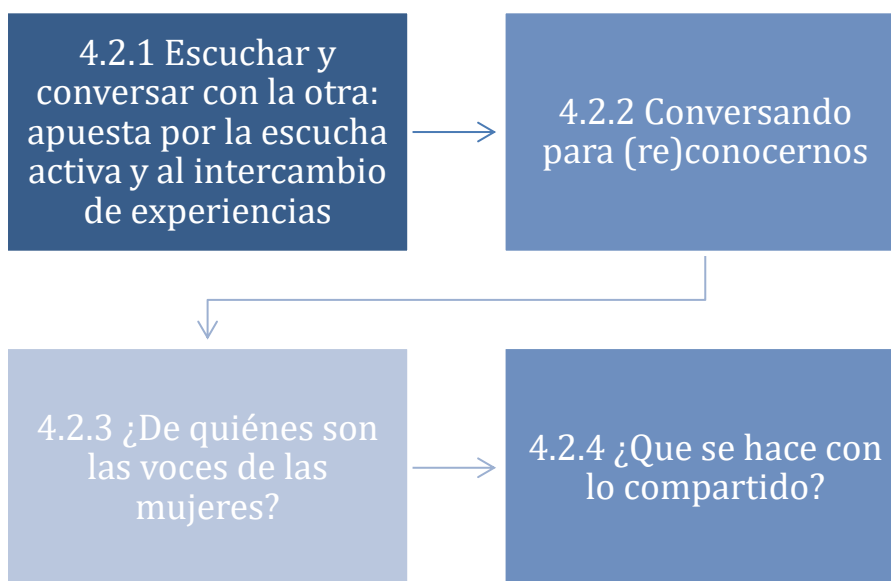 4.2.1 Escuchar y
conversar con la otra:
apuesta por la escucha
activa y al intercambio
de experiencias
4.2.2 Conversando
para (re)conocernos
4.2.3 ¿De quiénes son
las voces de las
mujeres?
4.2.4 ¿Que se hace con
lo compartido?